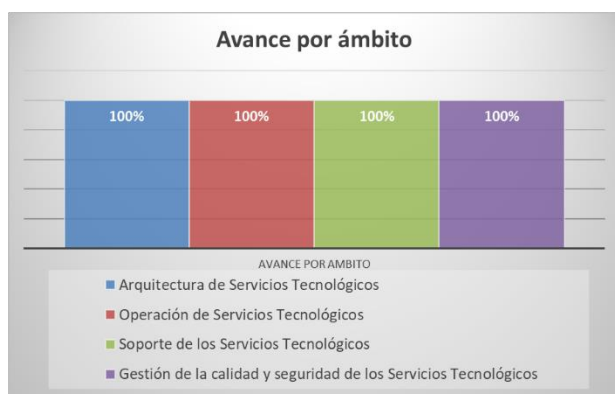 Avance por ámbito
100%
100%
100%
100%
AVANCE POR AMBITO
Arquitectura de Servicios Tecnológicos
Operación de Servicios Tecnológicos
Soporte de los Servicios Tecnológicos
Gestión de la calidad y seguridad de los Servicios Tecnológicos